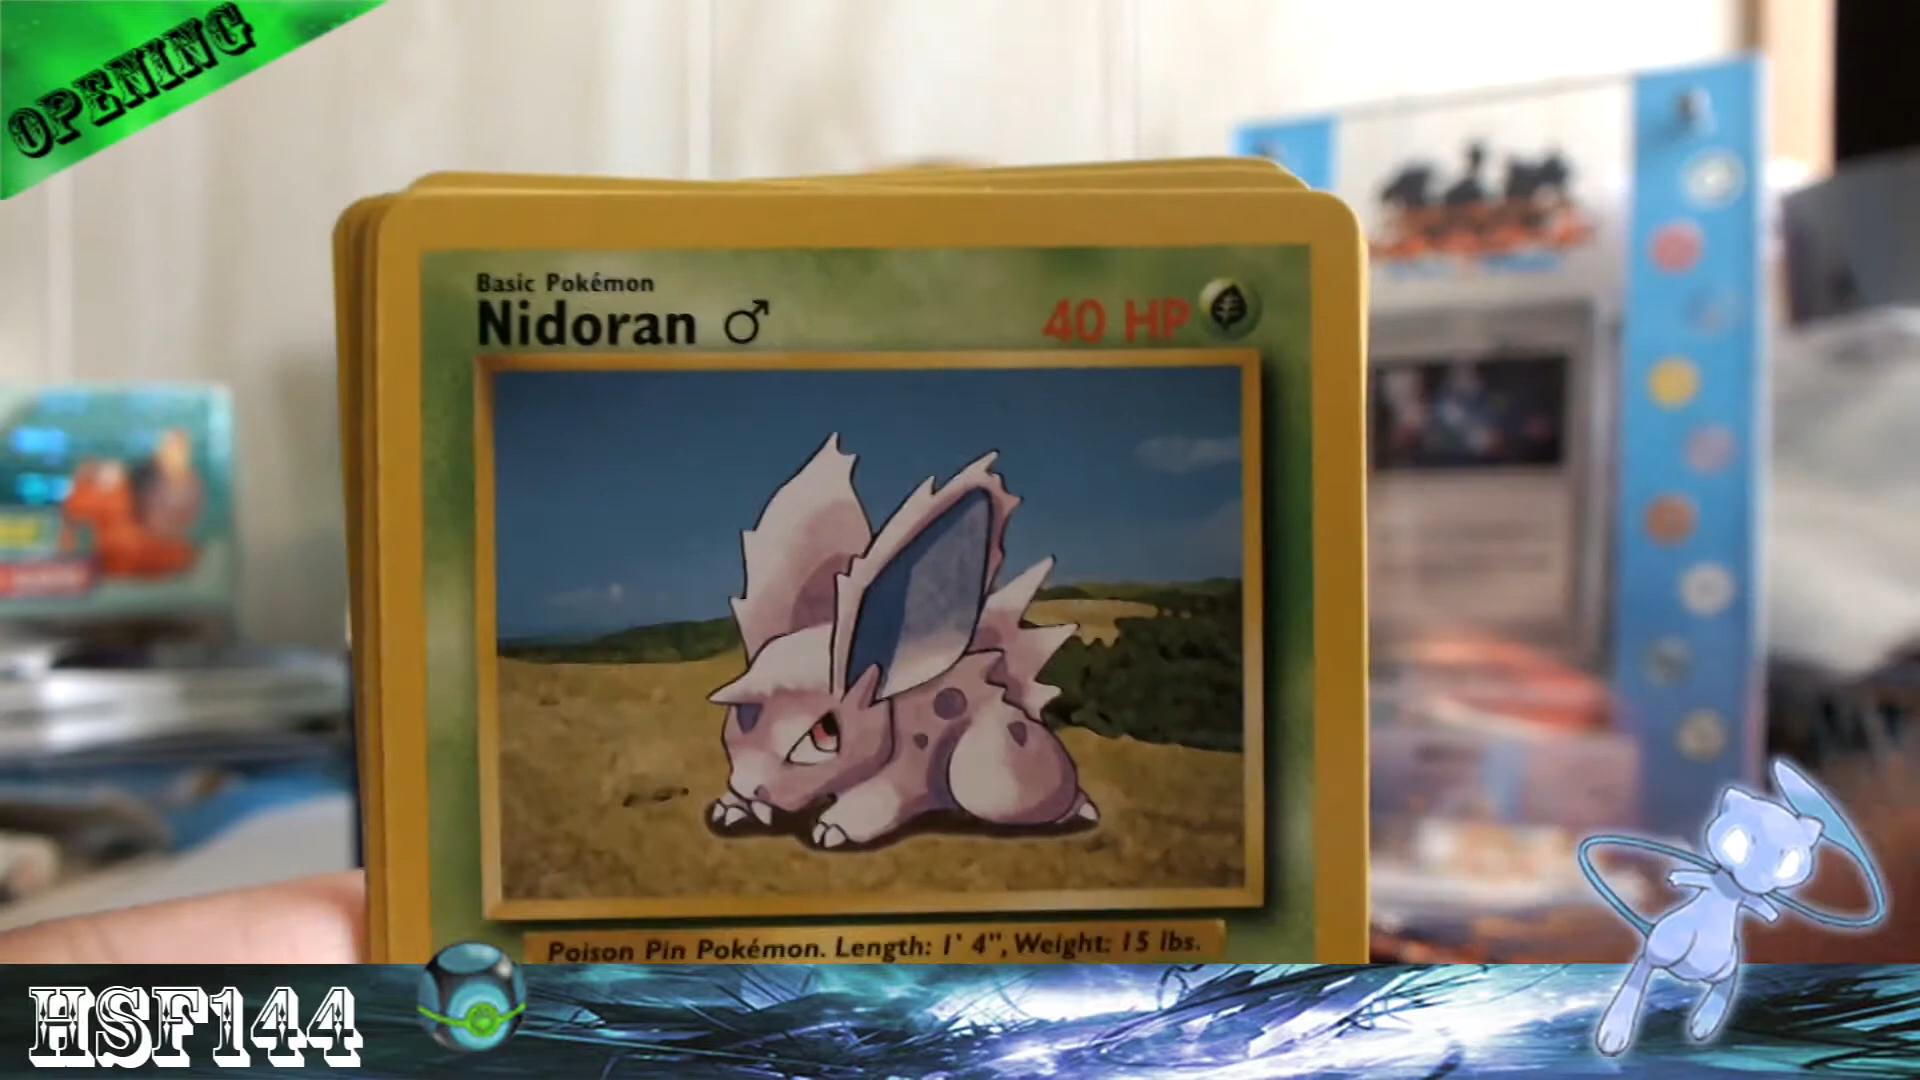 OPENING
Basic Pokémon
Nidoran ♂
40 HP
Poison Pin Pokémon. Length: 1' 4", Weight: 15 lbs.
HSF144